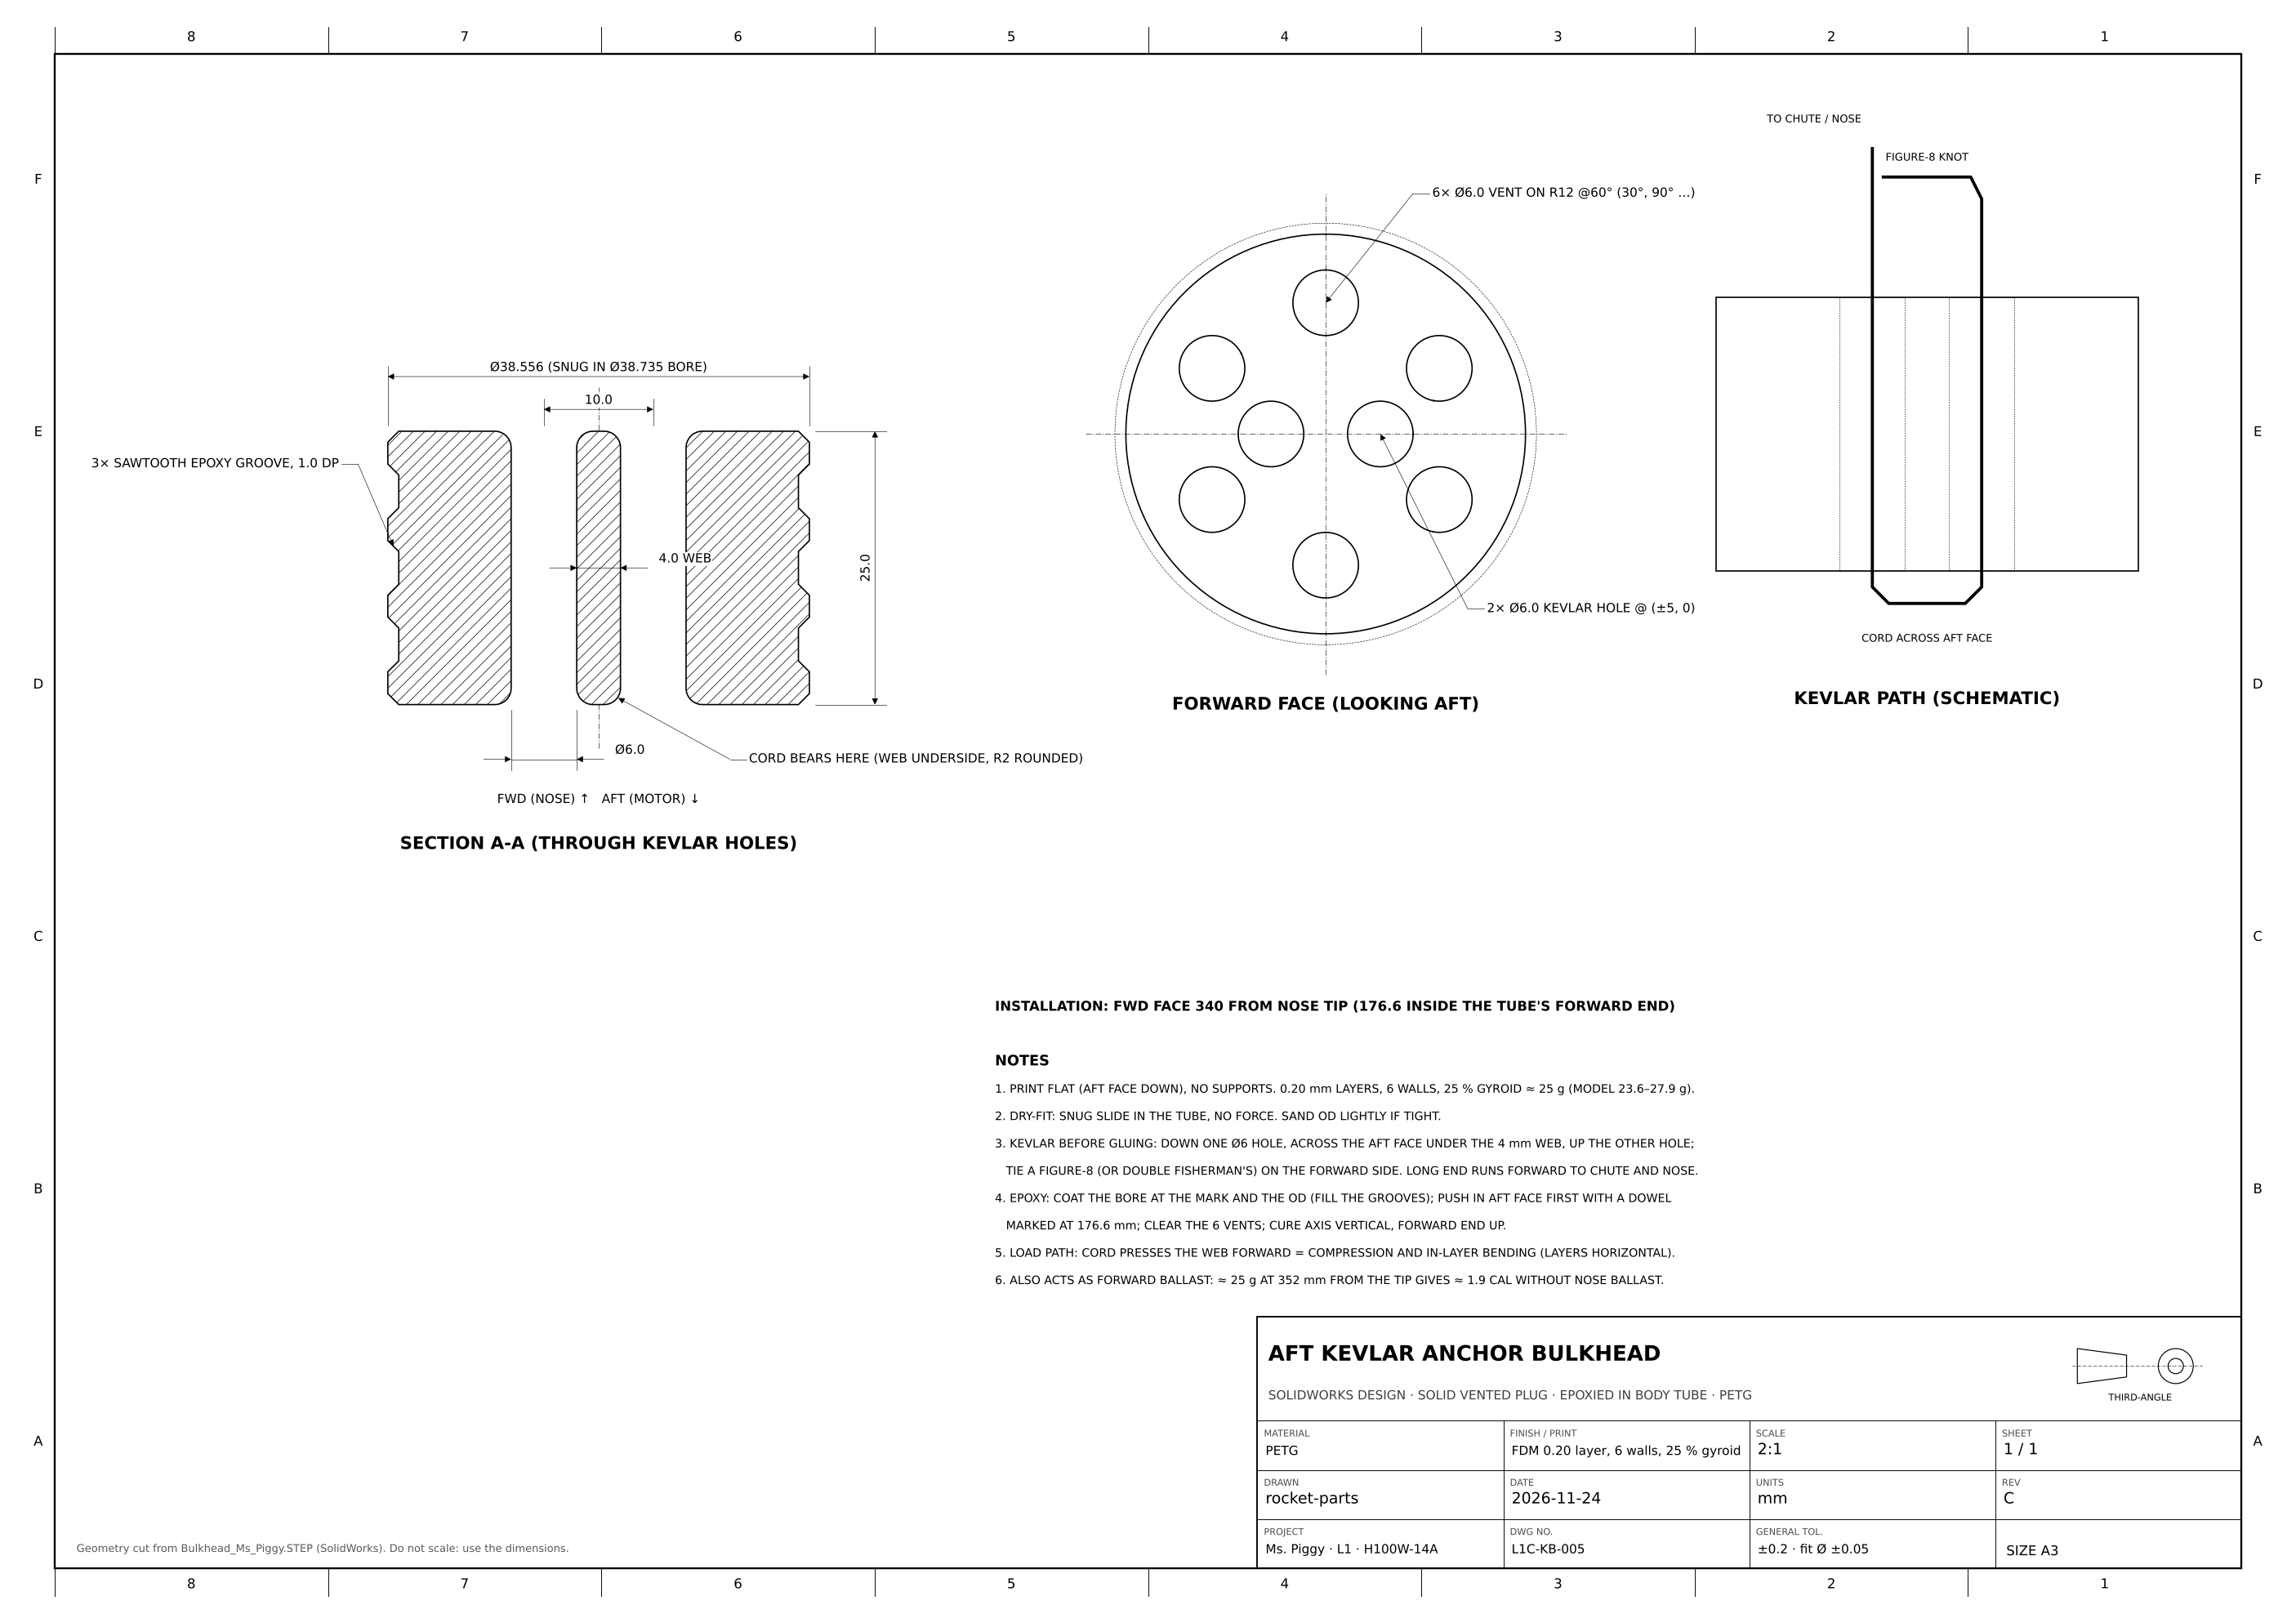 8 7 6 5 4 3 2 1
F F
E E
D D
C C
B B
A A
Ø38.556 (SNUG IN Ø38.735 BORE)
10.0
3× SAWTOOTH EPOXY GROOVE, 1.0 DP
4.0 WEB
25.0
Ø6.0
CORD BEARS HERE (WEB UNDERSIDE, R2 ROUNDED)
FWD (NOSE) ↑ AFT (MOTOR) ↓
SECTION A-A (THROUGH KEVLAR HOLES)
6× Ø6.0 VENT ON R12 @60° (30°, 90° …)
2× Ø6.0 KEVLAR HOLE @ (±5, 0)
FORWARD FACE (LOOKING AFT)
TO CHUTE / NOSE
FIGURE-8 KNOT
CORD ACROSS AFT FACE
KEVLAR PATH (SCHEMATIC)
INSTALLATION: FWD FACE 340 FROM NOSE TIP (176.6 INSIDE THE TUBE'S FORWARD END)
NOTES
1. PRINT FLAT (AFT FACE DOWN), NO SUPPORTS. 0.20 mm LAYERS, 6 WALLS, 25 % GYROID ≈ 25 g (MODEL 23.6–27.9 g).
2. DRY-FIT: SNUG SLIDE IN THE TUBE, NO FORCE. SAND OD LIGHTLY IF TIGHT.
3. KEVLAR BEFORE GLUING: DOWN ONE Ø6 HOLE, ACROSS THE AFT FACE UNDER THE 4 mm WEB, UP THE OTHER HOLE;
TIE A FIGURE-8 (OR DOUBLE FISHERMAN'S) ON THE FORWARD SIDE. LONG END RUNS FORWARD TO CHUTE AND NOSE.
4. EPOXY: COAT THE BORE AT THE MARK AND THE OD (FILL THE GROOVES); PUSH IN AFT FACE FIRST WITH A DOWEL
MARKED AT 176.6 mm; CLEAR THE 6 VENTS; CURE AXIS VERTICAL, FORWARD END UP.
5. LOAD PATH: CORD PRESSES THE WEB FORWARD = COMPRESSION AND IN-LAYER BENDING (LAYERS HORIZONTAL).
6. ALSO ACTS AS FORWARD BALLAST: ≈ 25 g AT 352 mm FROM THE TIP GIVES ≈ 1.9 CAL WITHOUT NOSE BALLAST.
AFT KEVLAR ANCHOR BULKHEAD
SOLIDWORKS DESIGN · SOLID VENTED PLUG · EPOXIED IN BODY TUBE · PETG
THIRD-ANGLE
MATERIAL
PETG
FINISH / PRINT
FDM 0.20 layer, 6 walls, 25 % gyroid
SCALE
2:1
SHEET
1 / 1
DRAWN
rocket-parts
DATE
2026-11-24
UNITS
mm
REV
C
PROJECT
Ms. Piggy · L1 · H100W-14A
DWG NO.
L1C-KB-005
GENERAL TOL.
±0.2 · fit Ø ±0.05
SIZE A3
Geometry cut from Bulkhead_Ms_Piggy.STEP (SolidWorks). Do not scale: use the dimensions.
8 7 6 5 4 3 2 1